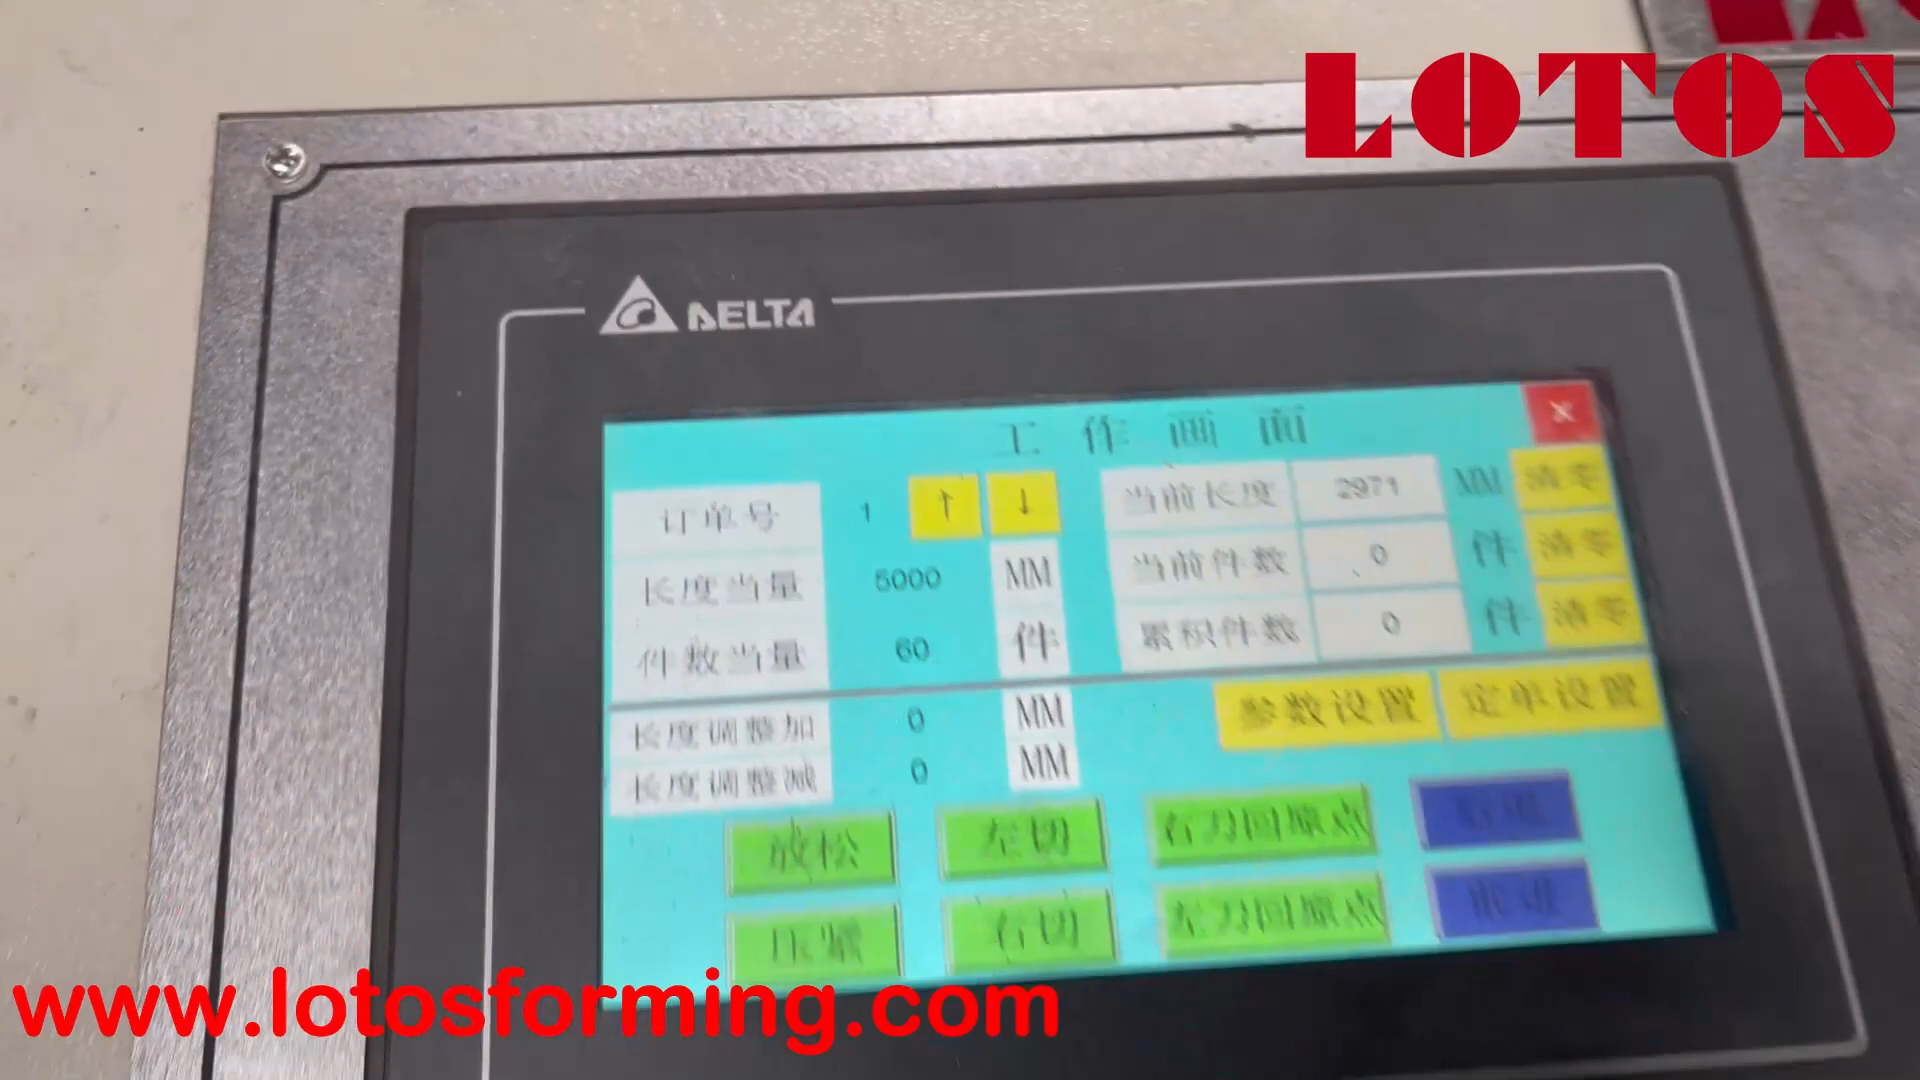 LOTOS
DELTA
工作画面
X
订单号 1 ↑ ↓
长度当量 5000 MM
件数当量 60 件
当前长度 2971 MM 清零
当前件数 0 件 清零
累积件数 0 件 清零
长度调整加 0 MM
长度调整减 0 MM
参数设置 定单设置
放松 左切 右刀回原点 后退
压紧 右切 左刀回原点
www.lotosforming.com